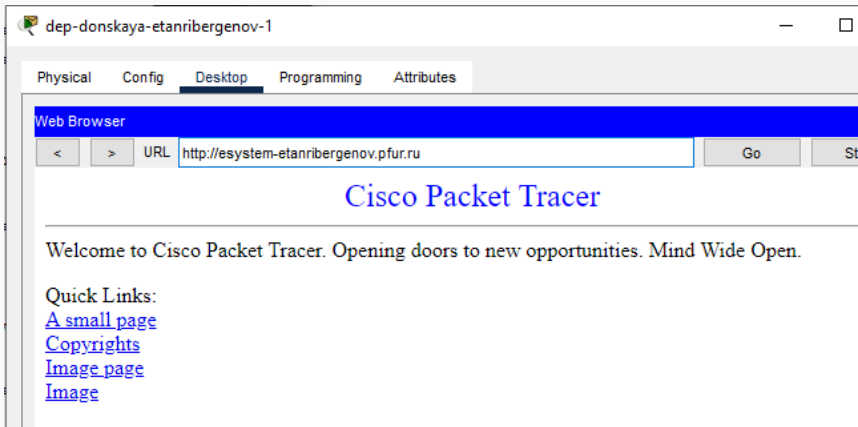 dep-donskaya-etanribergenov-1
Physical Config Desktop Programming Attributes
Web Browser
< > URL http://esystem-etanribergenov.pfur.ru Go St
Cisco Packet Tracer
Welcome to Cisco Packet Tracer. Opening doors to new opportunities. Mind Wide Open.
Quick Links:
A small page
Copyrights
Image page
Image